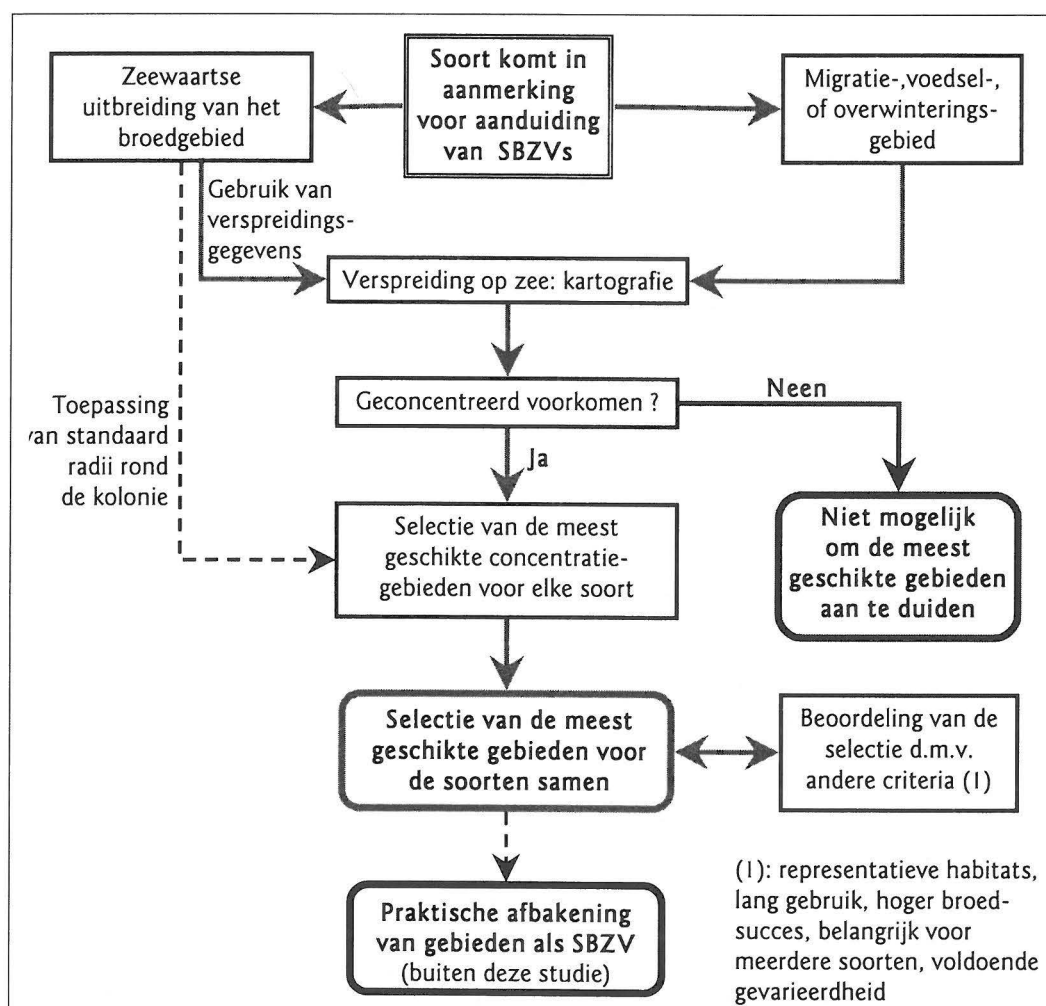 Zeewaartse
uitbreiding van het
broedgebied
Soort komt in
aanmerking
voor aanduiding
van SBZVs
Migratie-,voedsel-,
of overwinterings-
gebied
Gebruik van
verspreidings-
gegevens
Verspreiding op zee: kartografie
Geconcentreerd voorkomen ?
Neen
Ja
Toepassing
van standaard
radii rond
de kolonie
Selectie van de meest
geschikte concentratie-
gebieden voor elke soort
Niet mogelijk
om de meest
geschikte gebieden
aan te duiden
Selectie van de meest
geschikte gebieden voor
de soorten samen
Beoordeling van de
selectie d.m.v.
andere criteria (1)
Praktische afbakening
van gebieden als SBZV
(buiten deze studie)
(1): representatieve habitats,
lang gebruik, hoger broed-
succes, belangrijk voor
meerdere soorten, voldoende
gevarieerdheid